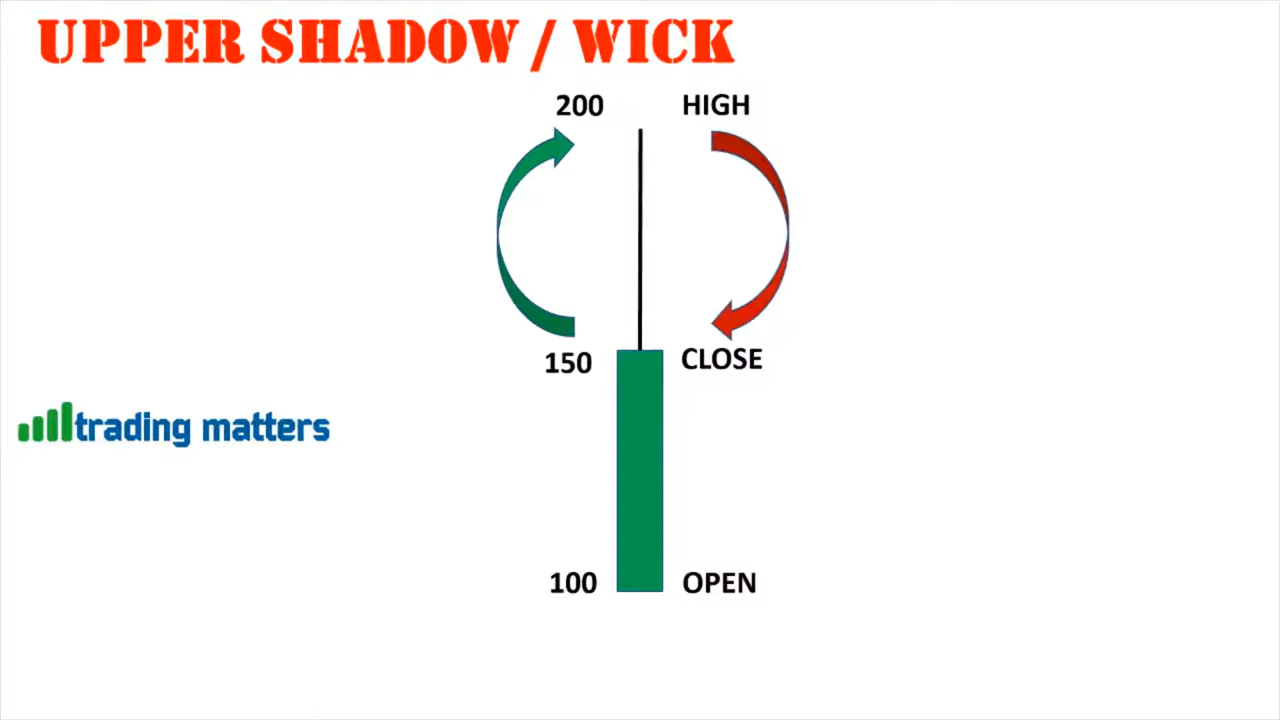 UPPER SHADOW / WICK
200 HIGH
150 CLOSE
trading matters
100 OPEN